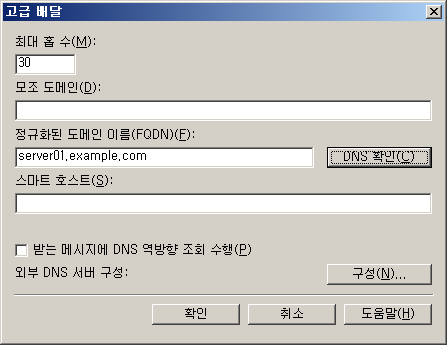 고급 배달
최대 홉 수(M):
30
모조 도메인(D):
정규화된 도메인 이름(FQDN)(F):
server01.example.com
DNS 확인(C)
스마트 호스트(S):
받는 메시지에 DNS 역방향 조회 수행(P)
외부 DNS 서버 구성:
구성(N)...
확인
취소
도움말(H)